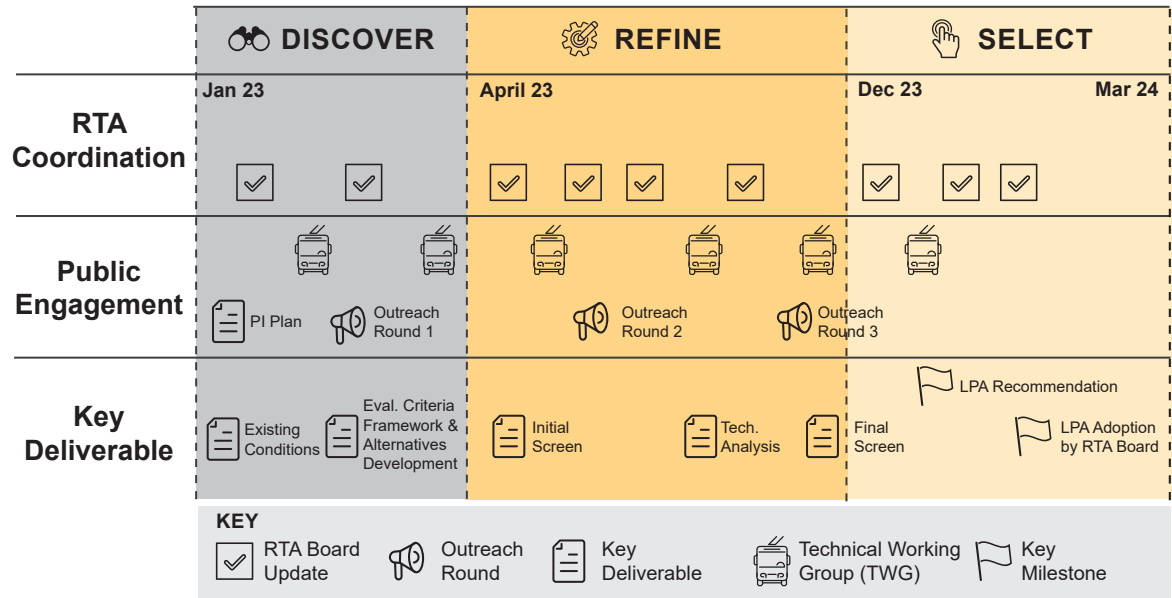 DISCOVER
REFINE
SELECT
Jan 23
April 23
Dec 23
Mar 24
RTA
Coordination
Public
Engagement
PI Plan
Outreach
Round 1
Outreach
Round 2
Outreach
Round 3
Key
Deliverable
Existing
Conditions
Eval. Criteria
Framework &
Alternatives
Development
Initial
Screen
Tech.
Analysis
Final
Screen
LPA Recommendation
LPA Adoption
by RTA Board
KEY
RTA Board
Update
Outreach
Round
Key
Deliverable
Technical Working
Group (TWG)
Key
Milestone